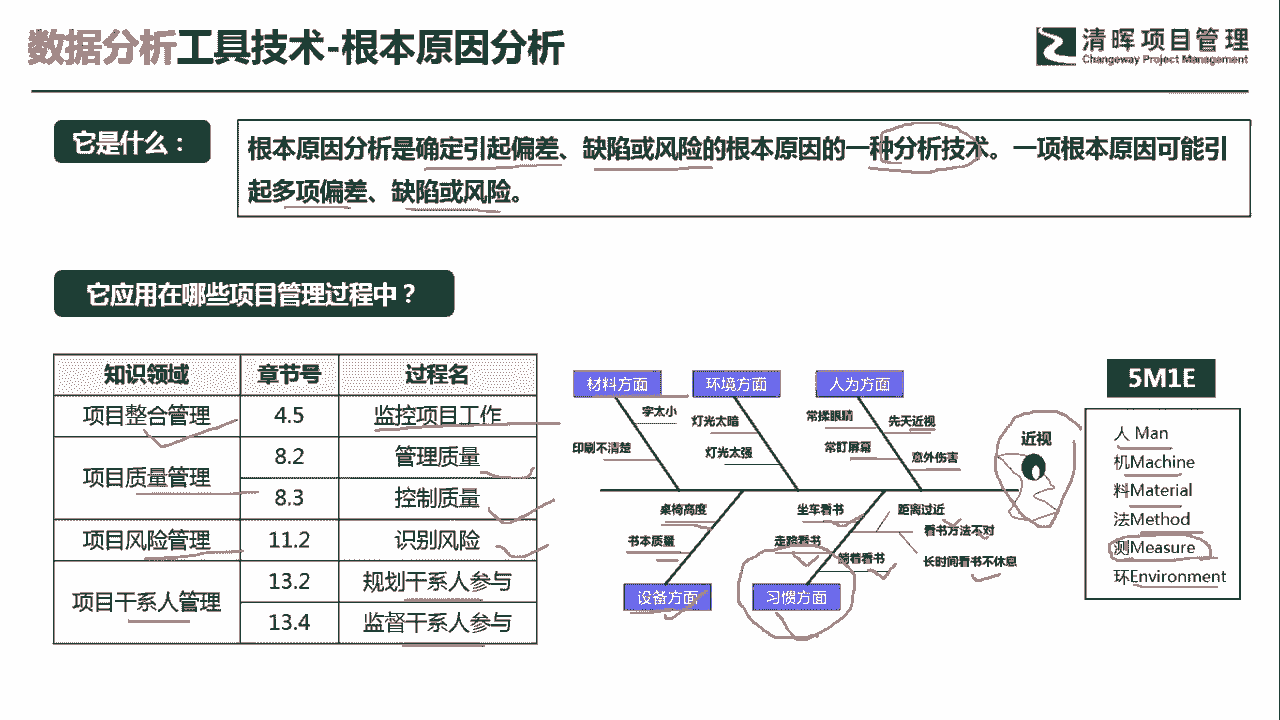 数据分析工具技术-根本原因分析
清晖项目管理
Changeway Project Management
它是什么：
根本原因分析是确定引起偏差、缺陷或风险的根本原因的一种分析技术。一项根本原因可能引
起多项偏差、缺陷或风险。
它应用在哪些项目管理过程中？
知识领域 章节号 过程名
项目整合管理 4.5 监控项目工作
项目质量管理 8.2 管理质量
8.3 控制质量
项目风险管理 11.2 识别风险
项目干系人管理 13.2 规划干系人参与
13.4 监督干系人参与
材料方面 环境方面 人为方面
字太小
印刷不清楚
灯光太暗
灯光太强
常揉眼睛
常盯屏幕
先天近视
意外伤害
近视
桌椅高度
书本质量
坐车看书
走路看书
躺着看书
距离过近
看书方法不对
长时间看书不休息
设备方面 习惯方面
5M1E
人 Man
机Machine
料Material
法Method
测Measure
环Environment